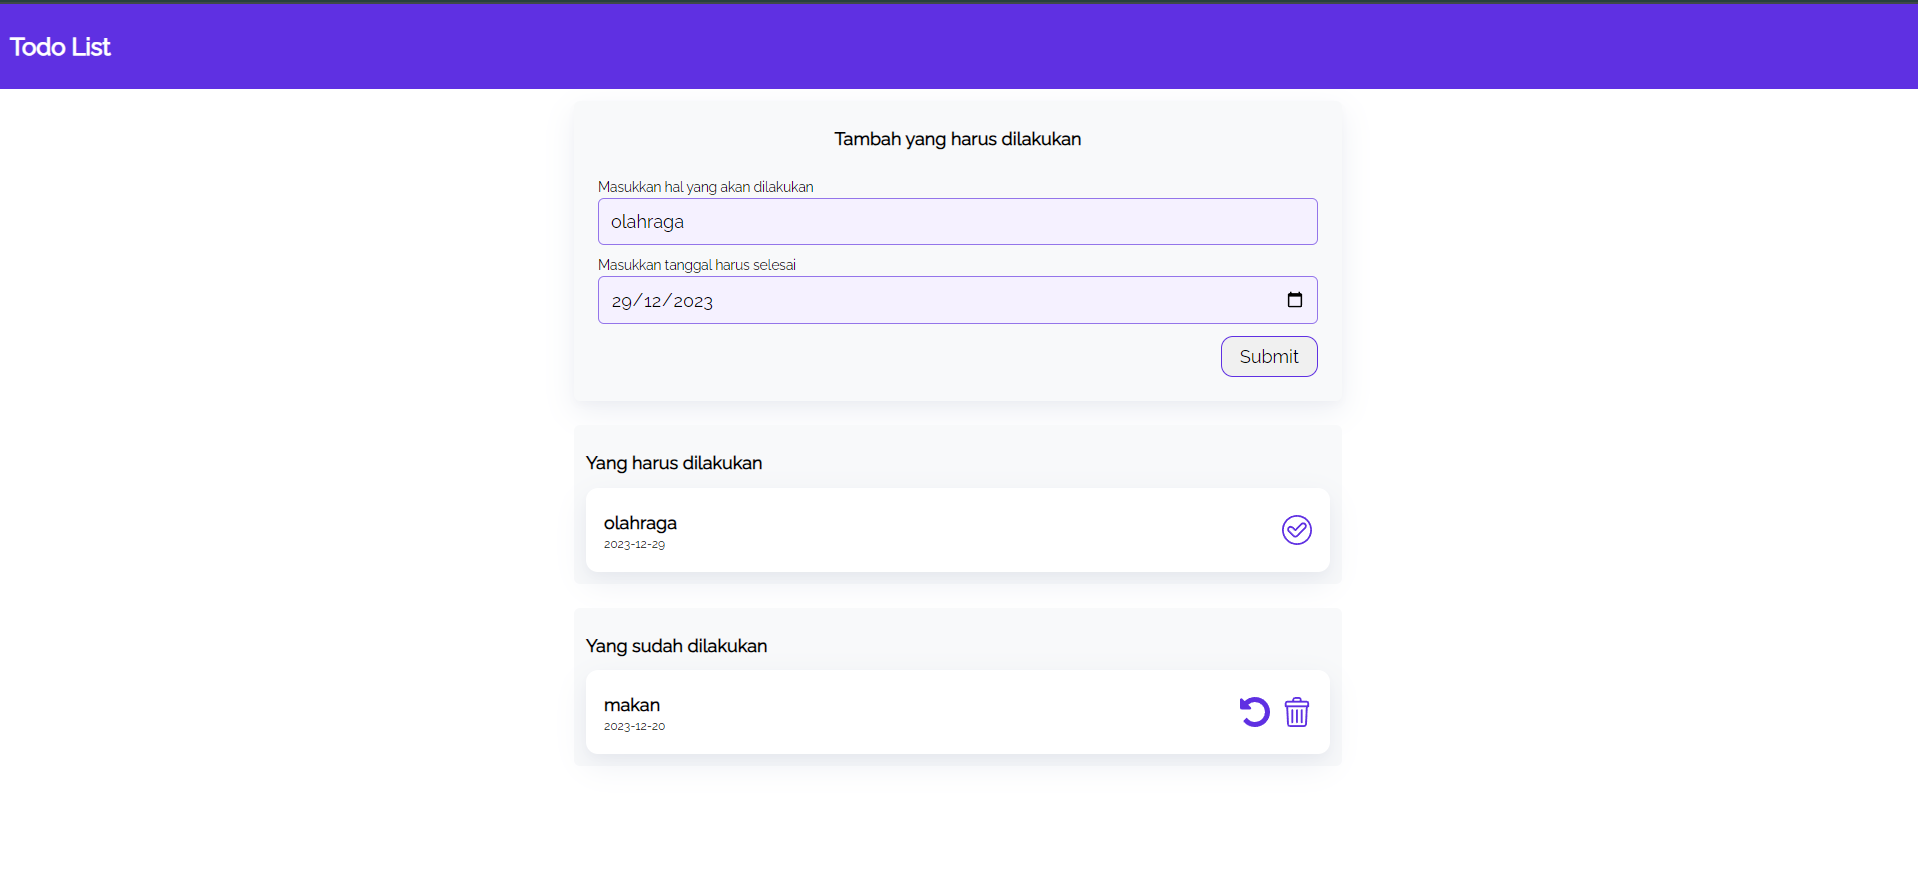 Todo List
Tambah yang harus dilakukan
Masukkan hal yang akan dilakukan
olahraga
Masukkan tanggal harus selesai
29/12/2023
Submit
Yang harus dilakukan
olahraga
2023-12-29
Yang sudah dilakukan
makan
2023-12-20